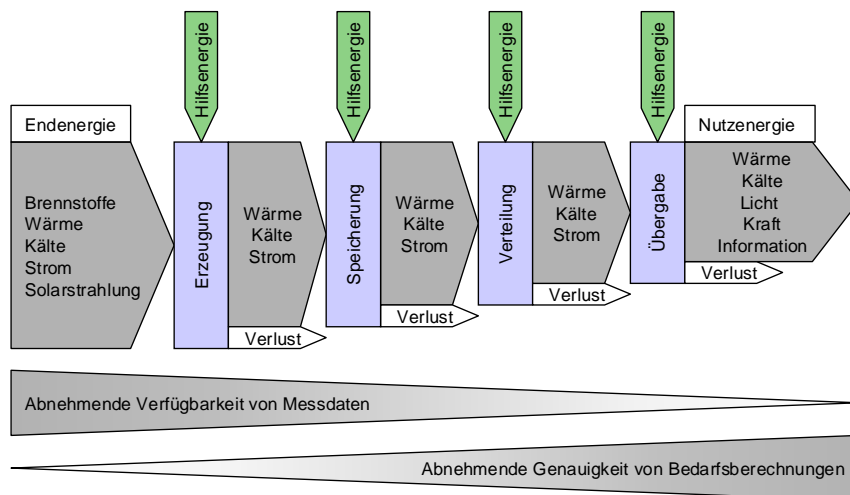 Hilfsenergie
Hilfsenergie
Hilfsenergie
Hilfsenergie
Endenergie
Nutzenergie
Brennstoffe
Wärme
Kälte
Strom
Solarstrahlung
Erzeugung
Wärme
Kälte
Strom
Verlust
Speicherung
Wärme
Kälte
Strom
Verlust
Verteilung
Wärme
Kälte
Strom
Verlust
Übergabe
Wärme
Kälte
Licht
Kraft
Information
Verlust
Abnehmende Verfügbarkeit von Messdaten
Abnehmende Genauigkeit von Bedarfsberechnungen